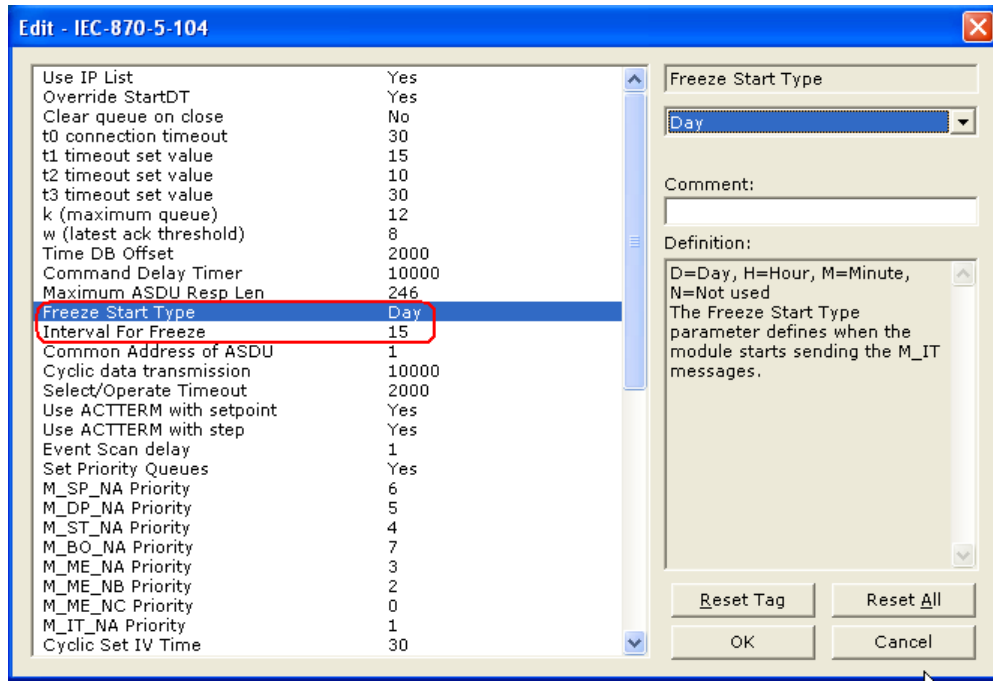 Edit - IEC-870-5-104
Use IP List Yes
Override StartDT Yes
Clear queue on close No
t0 connection timeout 30
t1 timeout set value 15
t2 timeout set value 10
t3 timeout set value 30
k (maximum queue) 12
w (latest ack threshold) 8
Time DB Offset 2000
Command Delay Timer 10000
Maximum ASDU Resp Len 246
Freeze Start Type Day
Interval For Freeze 15
Common Address of ASDU 1
Cyclic data transmission 10000
Select/Operate Timeout 2000
Use ACTTERM with setpoint Yes
Use ACTTERM with step Yes
Event Scan delay 1
Set Priority Queues Yes
M_SP_NA Priority 6
M_DP_NA Priority 5
M_ST_NA Priority 4
M_BO_NA Priority 7
M_ME_NA Priority 3
M_ME_NB Priority 2
M_ME_NC Priority 0
M_IT_NA Priority 1
Cyclic Set IV Time 30
Freeze Start Type
Day
Comment:
Definition:
D=Day, H=Hour, M=Minute,
N=Not used
The Freeze Start Type
parameter defines when the
module starts sending the M_IT
messages.
Reset Tag
Reset All
OK
Cancel